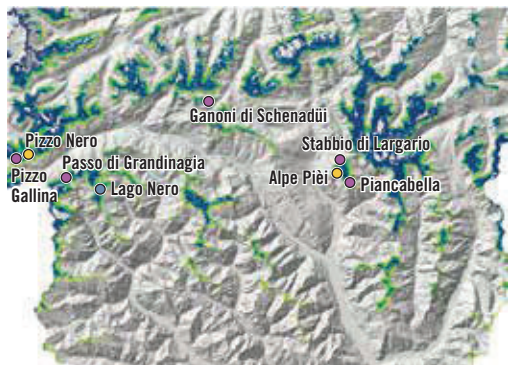 Ganoni di Schenadüi
Pizzo Nero
Stabbio di Largario
Passo di Grandinagia
Pizzo
Gallina
Alpe Pièi
Piancabella
Lago Nero